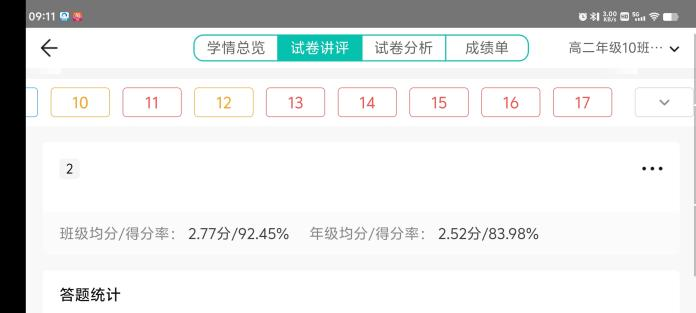 09:11 3.00 KB/s HD 5G
学情总览 试卷讲评 试卷分析 成绩单 高二年级10班···
10 11 12 13 14 15 16 17
2
班级均分/得分率： 2.77分/92.45% 年级均分/得分率： 2.52分/83.98%
答题统计